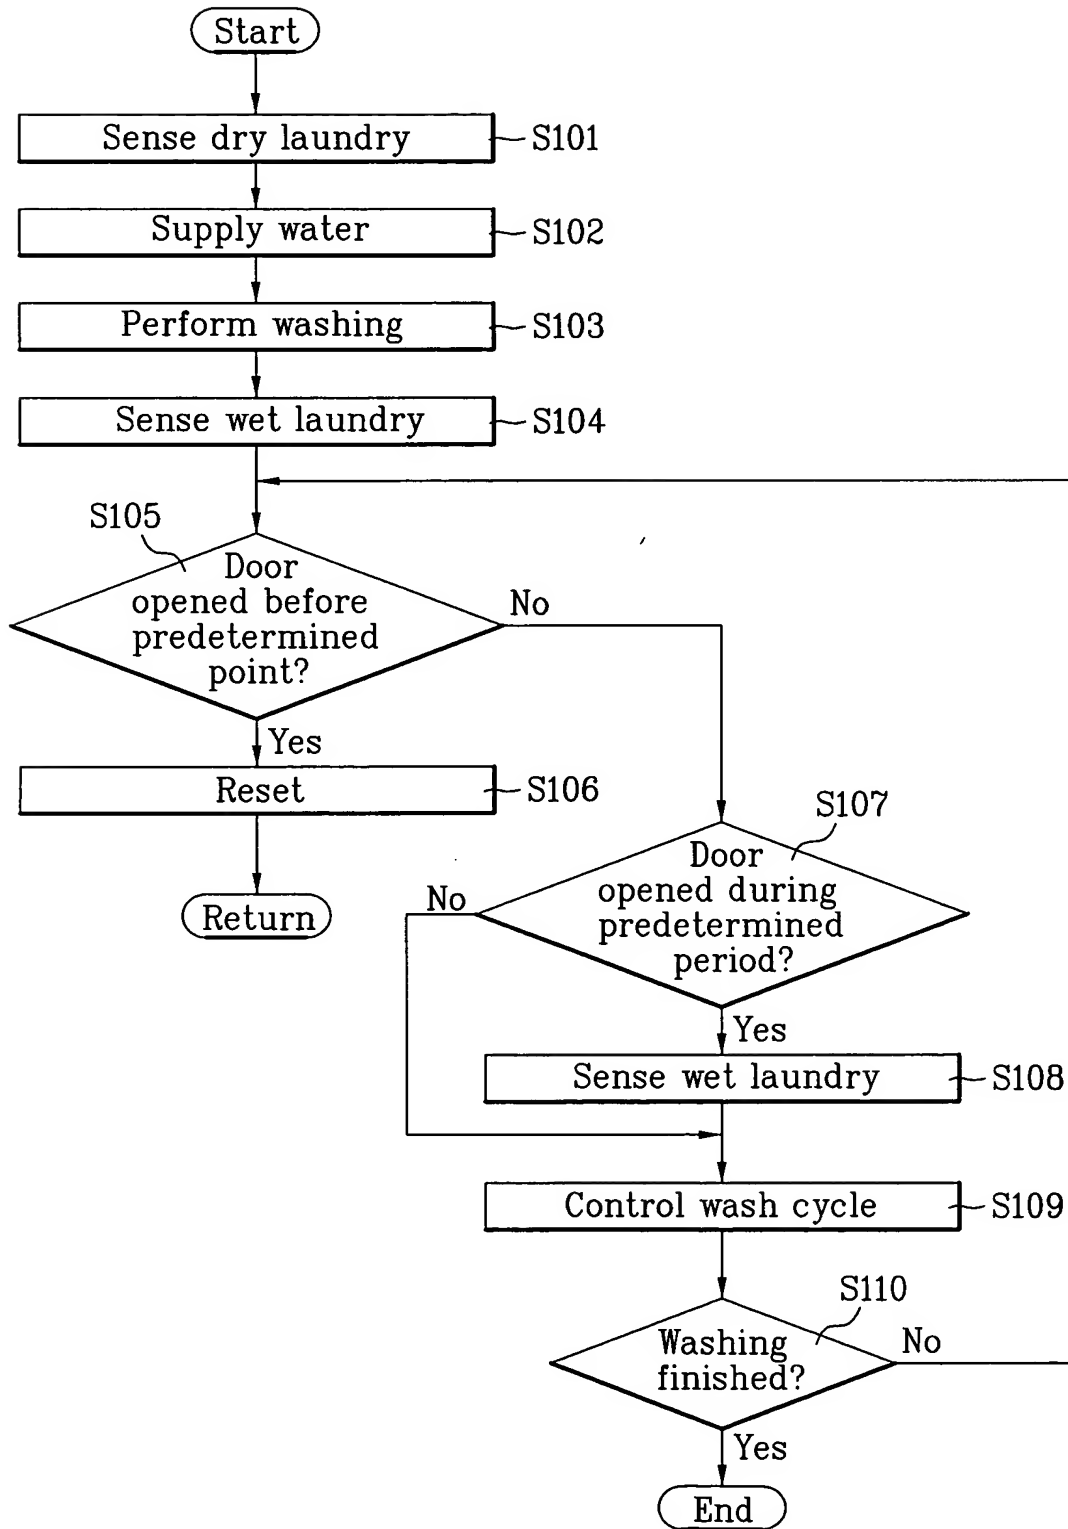 Start
Sense dry laundry
S101
Supply water
S102
Perform washing
S103
Sense wet laundry
S104
S105
Door
opened before
predetermined
point?
No
Yes
Reset
S106
Return
S107
Door
opened during
predetermined
period?
No
Yes
Sense wet laundry
S108
Control wash cycle
S109
S110
Washing
finished?
No
Yes
End